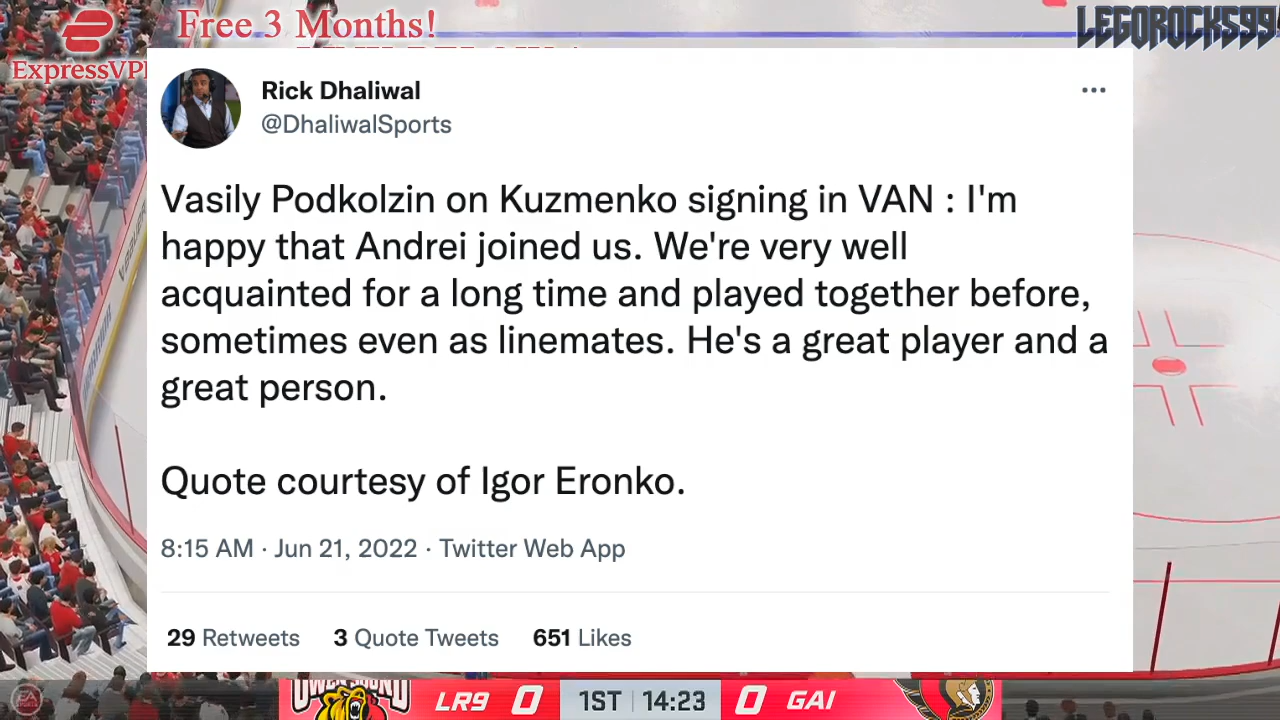 Free 3 Months!
LEGOROCKS99
Rick Dhaliwal
@DhaliwalSports
Vasily Podkolzin on Kuzmenko signing in VAN : I'm
happy that Andrei joined us. We're very well
acquainted for a long time and played together before,
sometimes even as linemates. He's a great player and a
great person.
Quote courtesy of Igor Eronko.
8:15 AM · Jun 21, 2022 · Twitter Web App
29 Retweets 3 Quote Tweets 651 Likes
LR9 0 1ST 14:23 0 GAI